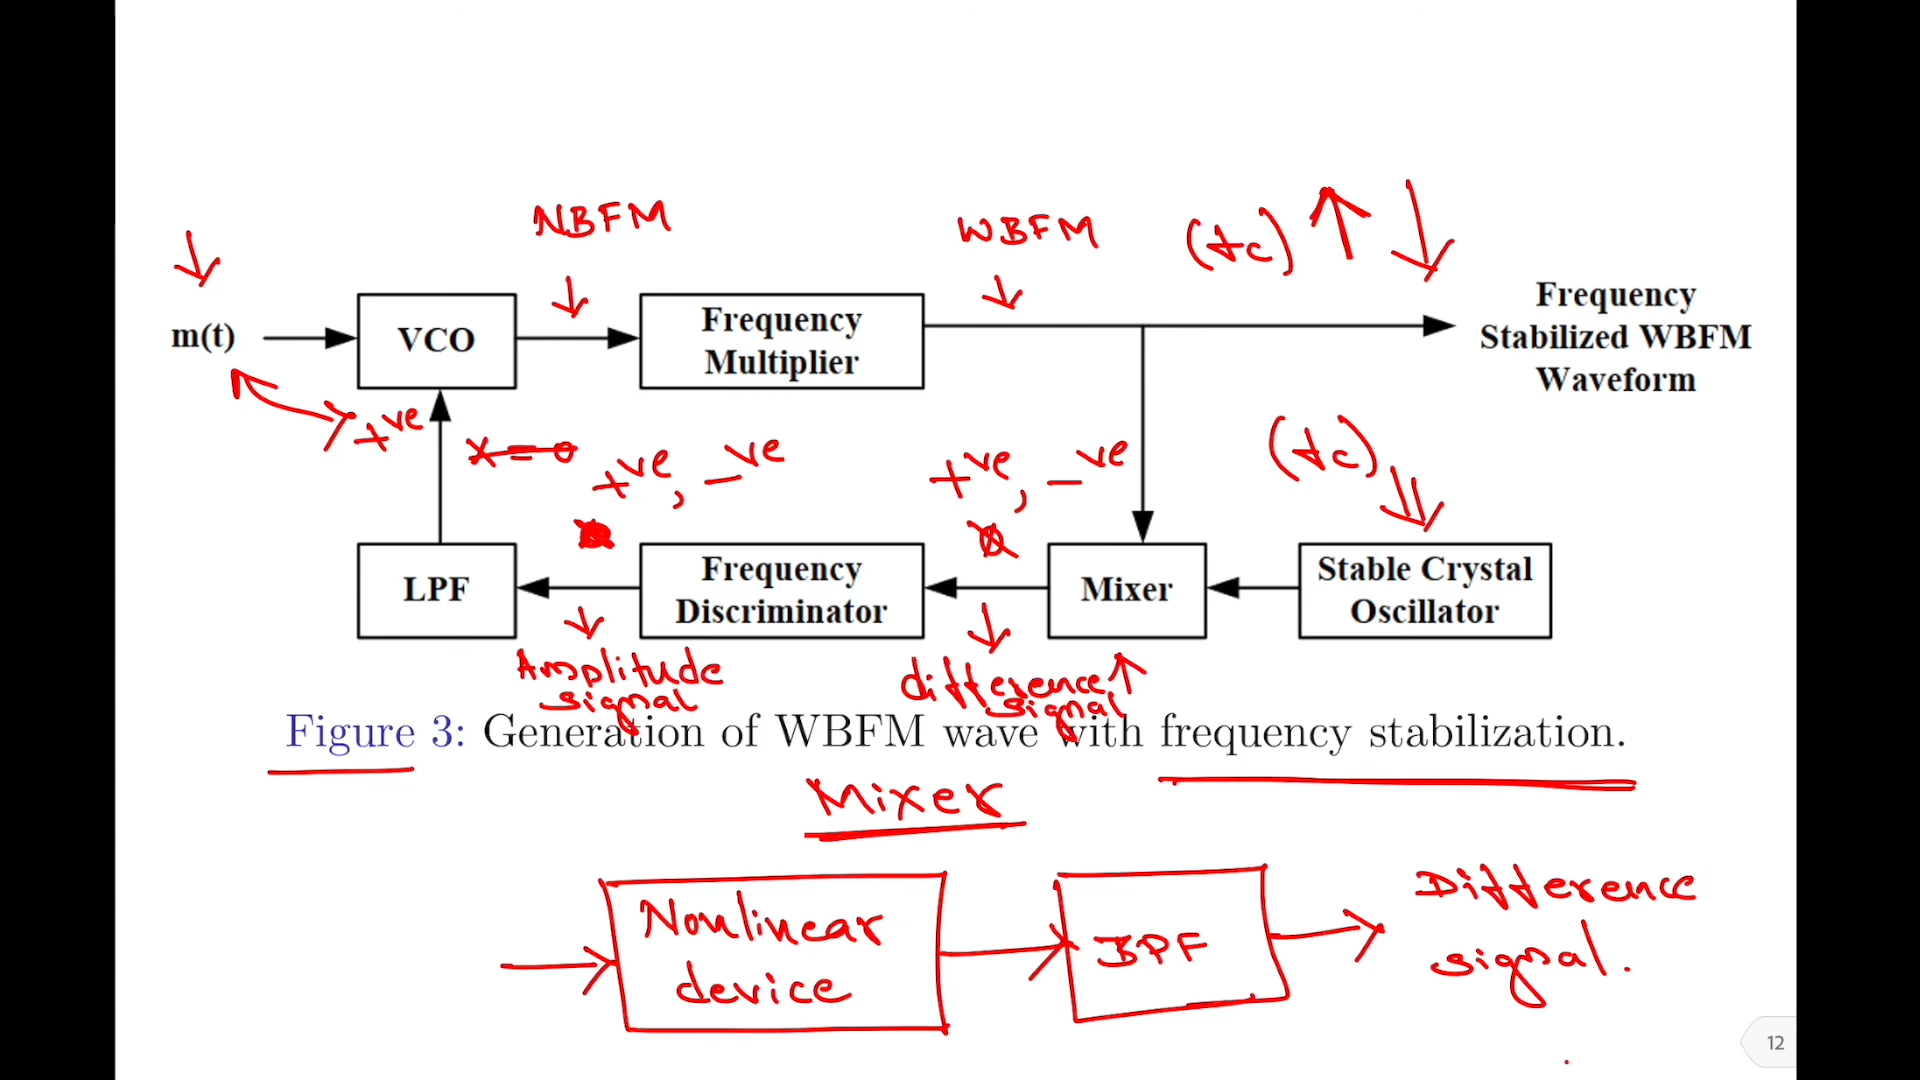 NBFM
WBFM (fc)
m(t)
VCO
Frequency
Multiplier
Frequency
Stabilized WBFM
Waveform
+ve
x=0
+ve, -ve
+ve, -ve
(fc)
LPF
Frequency
Discriminator
Mixer
Stable Crystal
Oscillator
Amplitude
signal
difference
signal
Figure 3: Generation of WBFM wave with frequency stabilization.
Mixer
Nonlinear
device
BPF
Difference
signal.
12